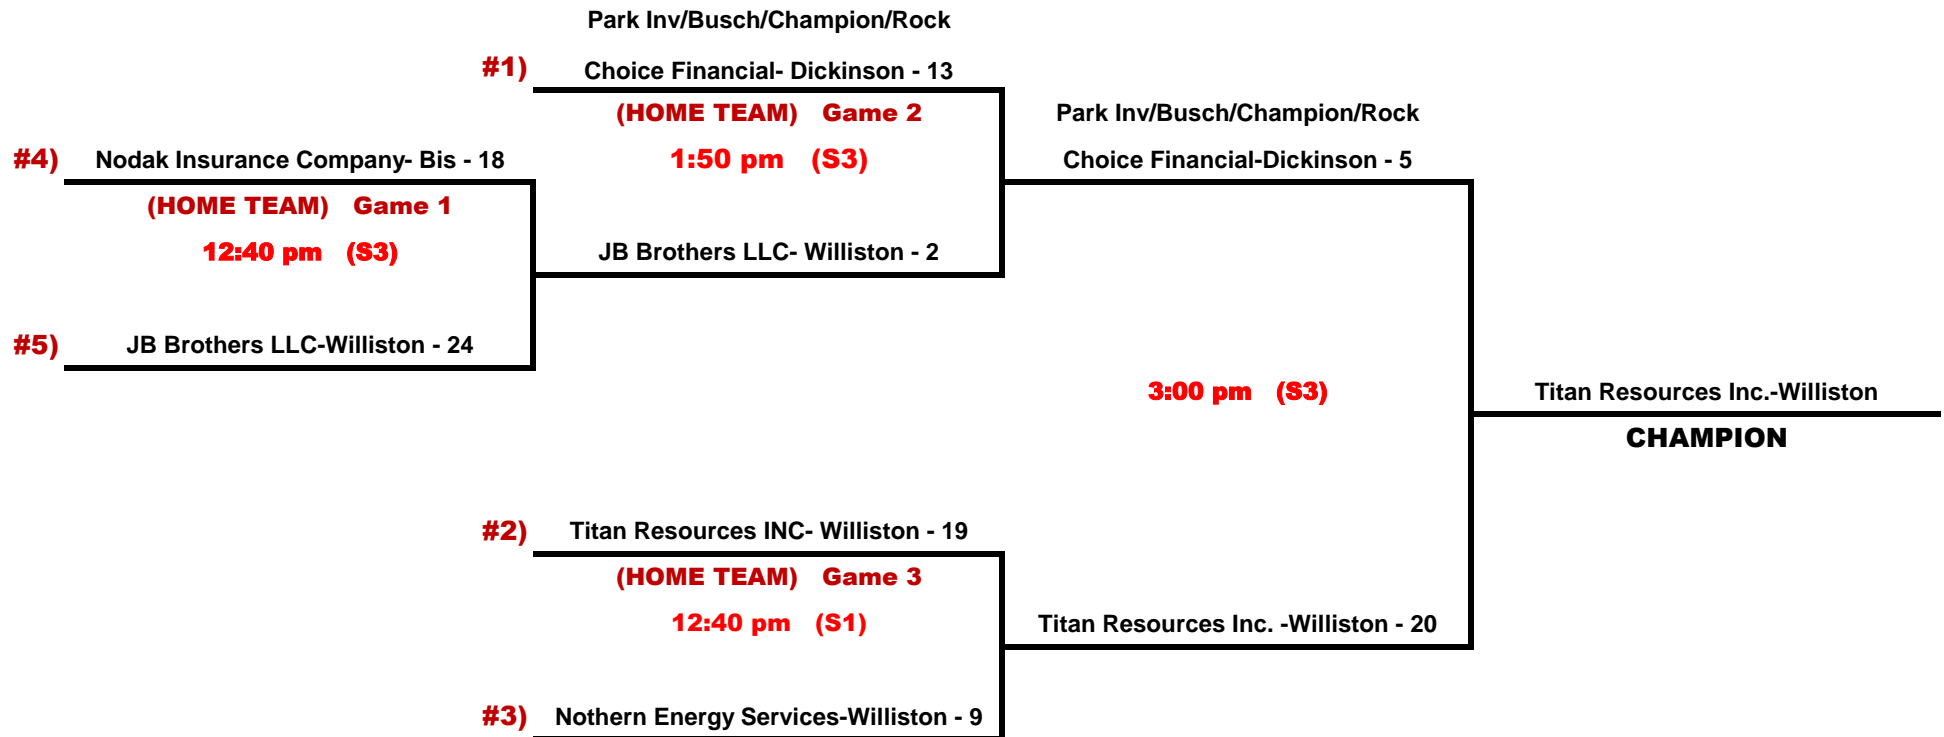 Park Inv/Busch/Champion/Rock
#1) Choice Financial- Dickinson - 13
(HOME TEAM) Game 2
Park Inv/Busch/Champion/Rock
#4) Nodak Insurance Company- Bis - 18
1:50 pm (S3)
Choice Financial-Dickinson - 5
(HOME TEAM) Game 1
12:40 pm (S3)
JB Brothers LLC- Williston - 2
#5) JB Brothers LLC-Williston - 24
3:00 pm (S3)
Titan Resources Inc.-Williston
CHAMPION
#2) Titan Resources INC- Williston - 19
(HOME TEAM) Game 3
12:40 pm (S1)
Titan Resources Inc. -Williston - 20
#3) Nothern Energy Services-Williston - 9